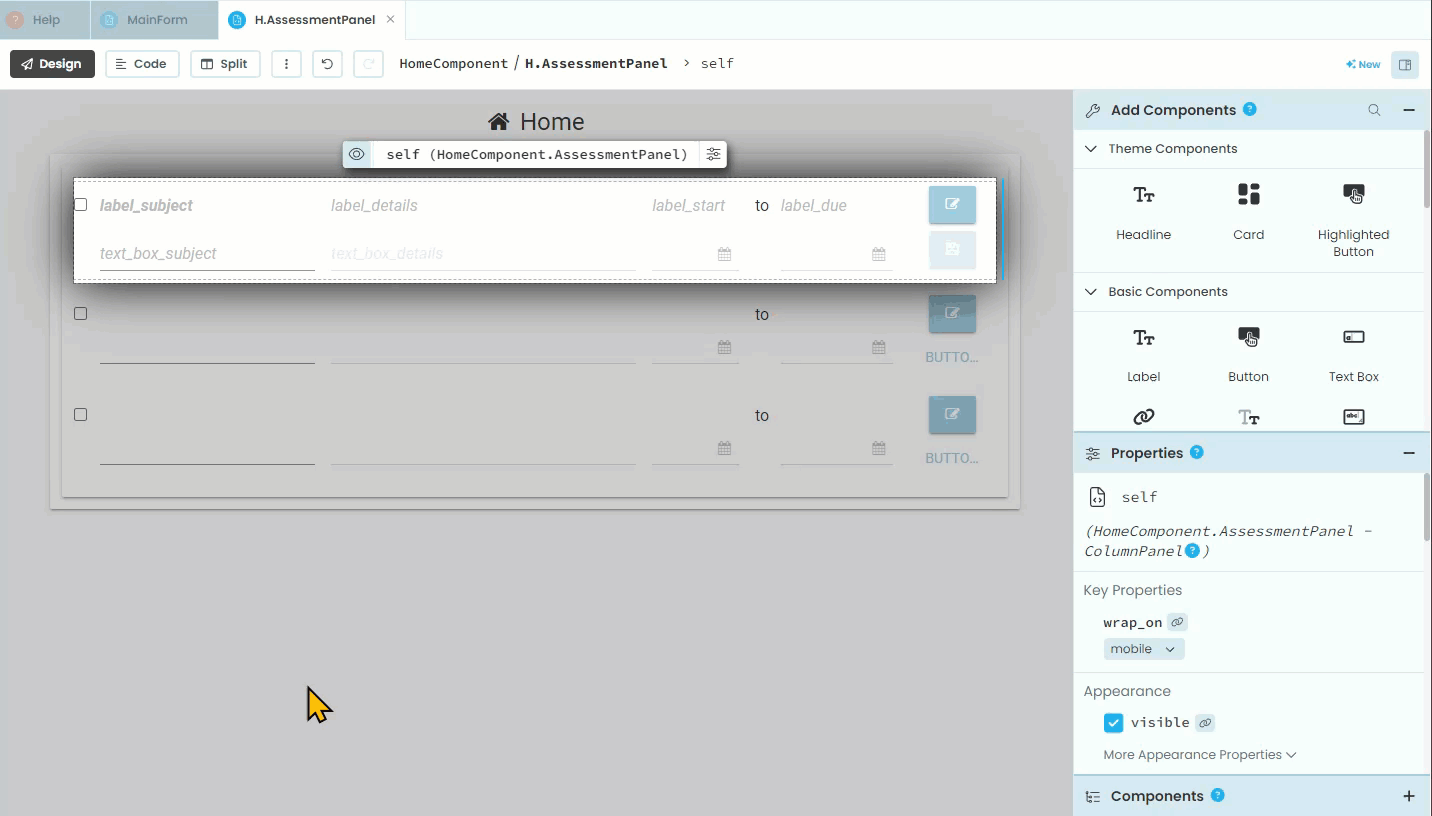 Help
MainForm
H.AssessmentPanel
Design
Code
Split
HomeComponent / H.AssessmentPanel > self
New
Home
self (HomeComponent.AssessmentPanel)
label_subject label_details label_start to label_due
text_box_subject text_box_details
to
BUTTO...
to
BUTTO...
Add Components ?
Theme Components
Headline Card Highlighted
Button
Basic Components
Label Button Text Box
Properties ?
self
(HomeComponent.AssessmentPanel -
ColumnPanel ? )
Key Properties
wrap_on
mobile
Appearance
visible
More Appearance Properties
Components ?